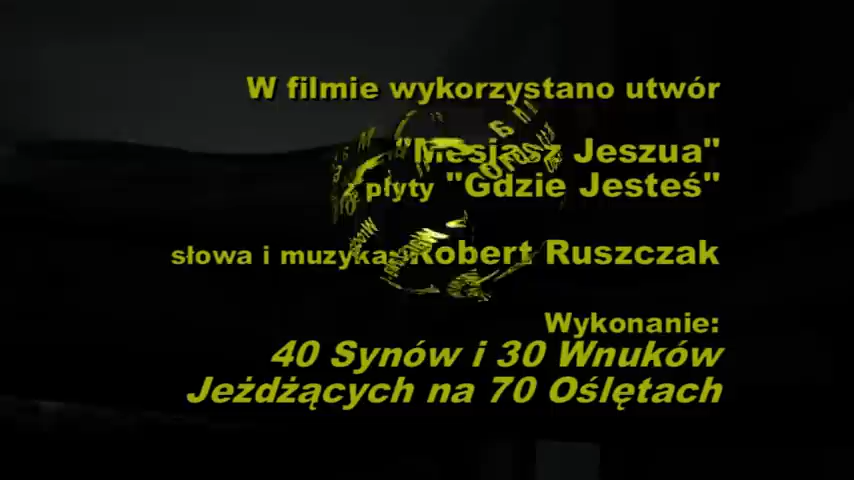 W filmie wykorzystano utwór
"Mesjasz Jeszua"
z płyty "Gdzie Jesteś"
słowa i muzyka: Robert Ruszczak
Wykonanie:
40 Synów i 30 Wnuków
Jeżdżących na 70 Oślętach